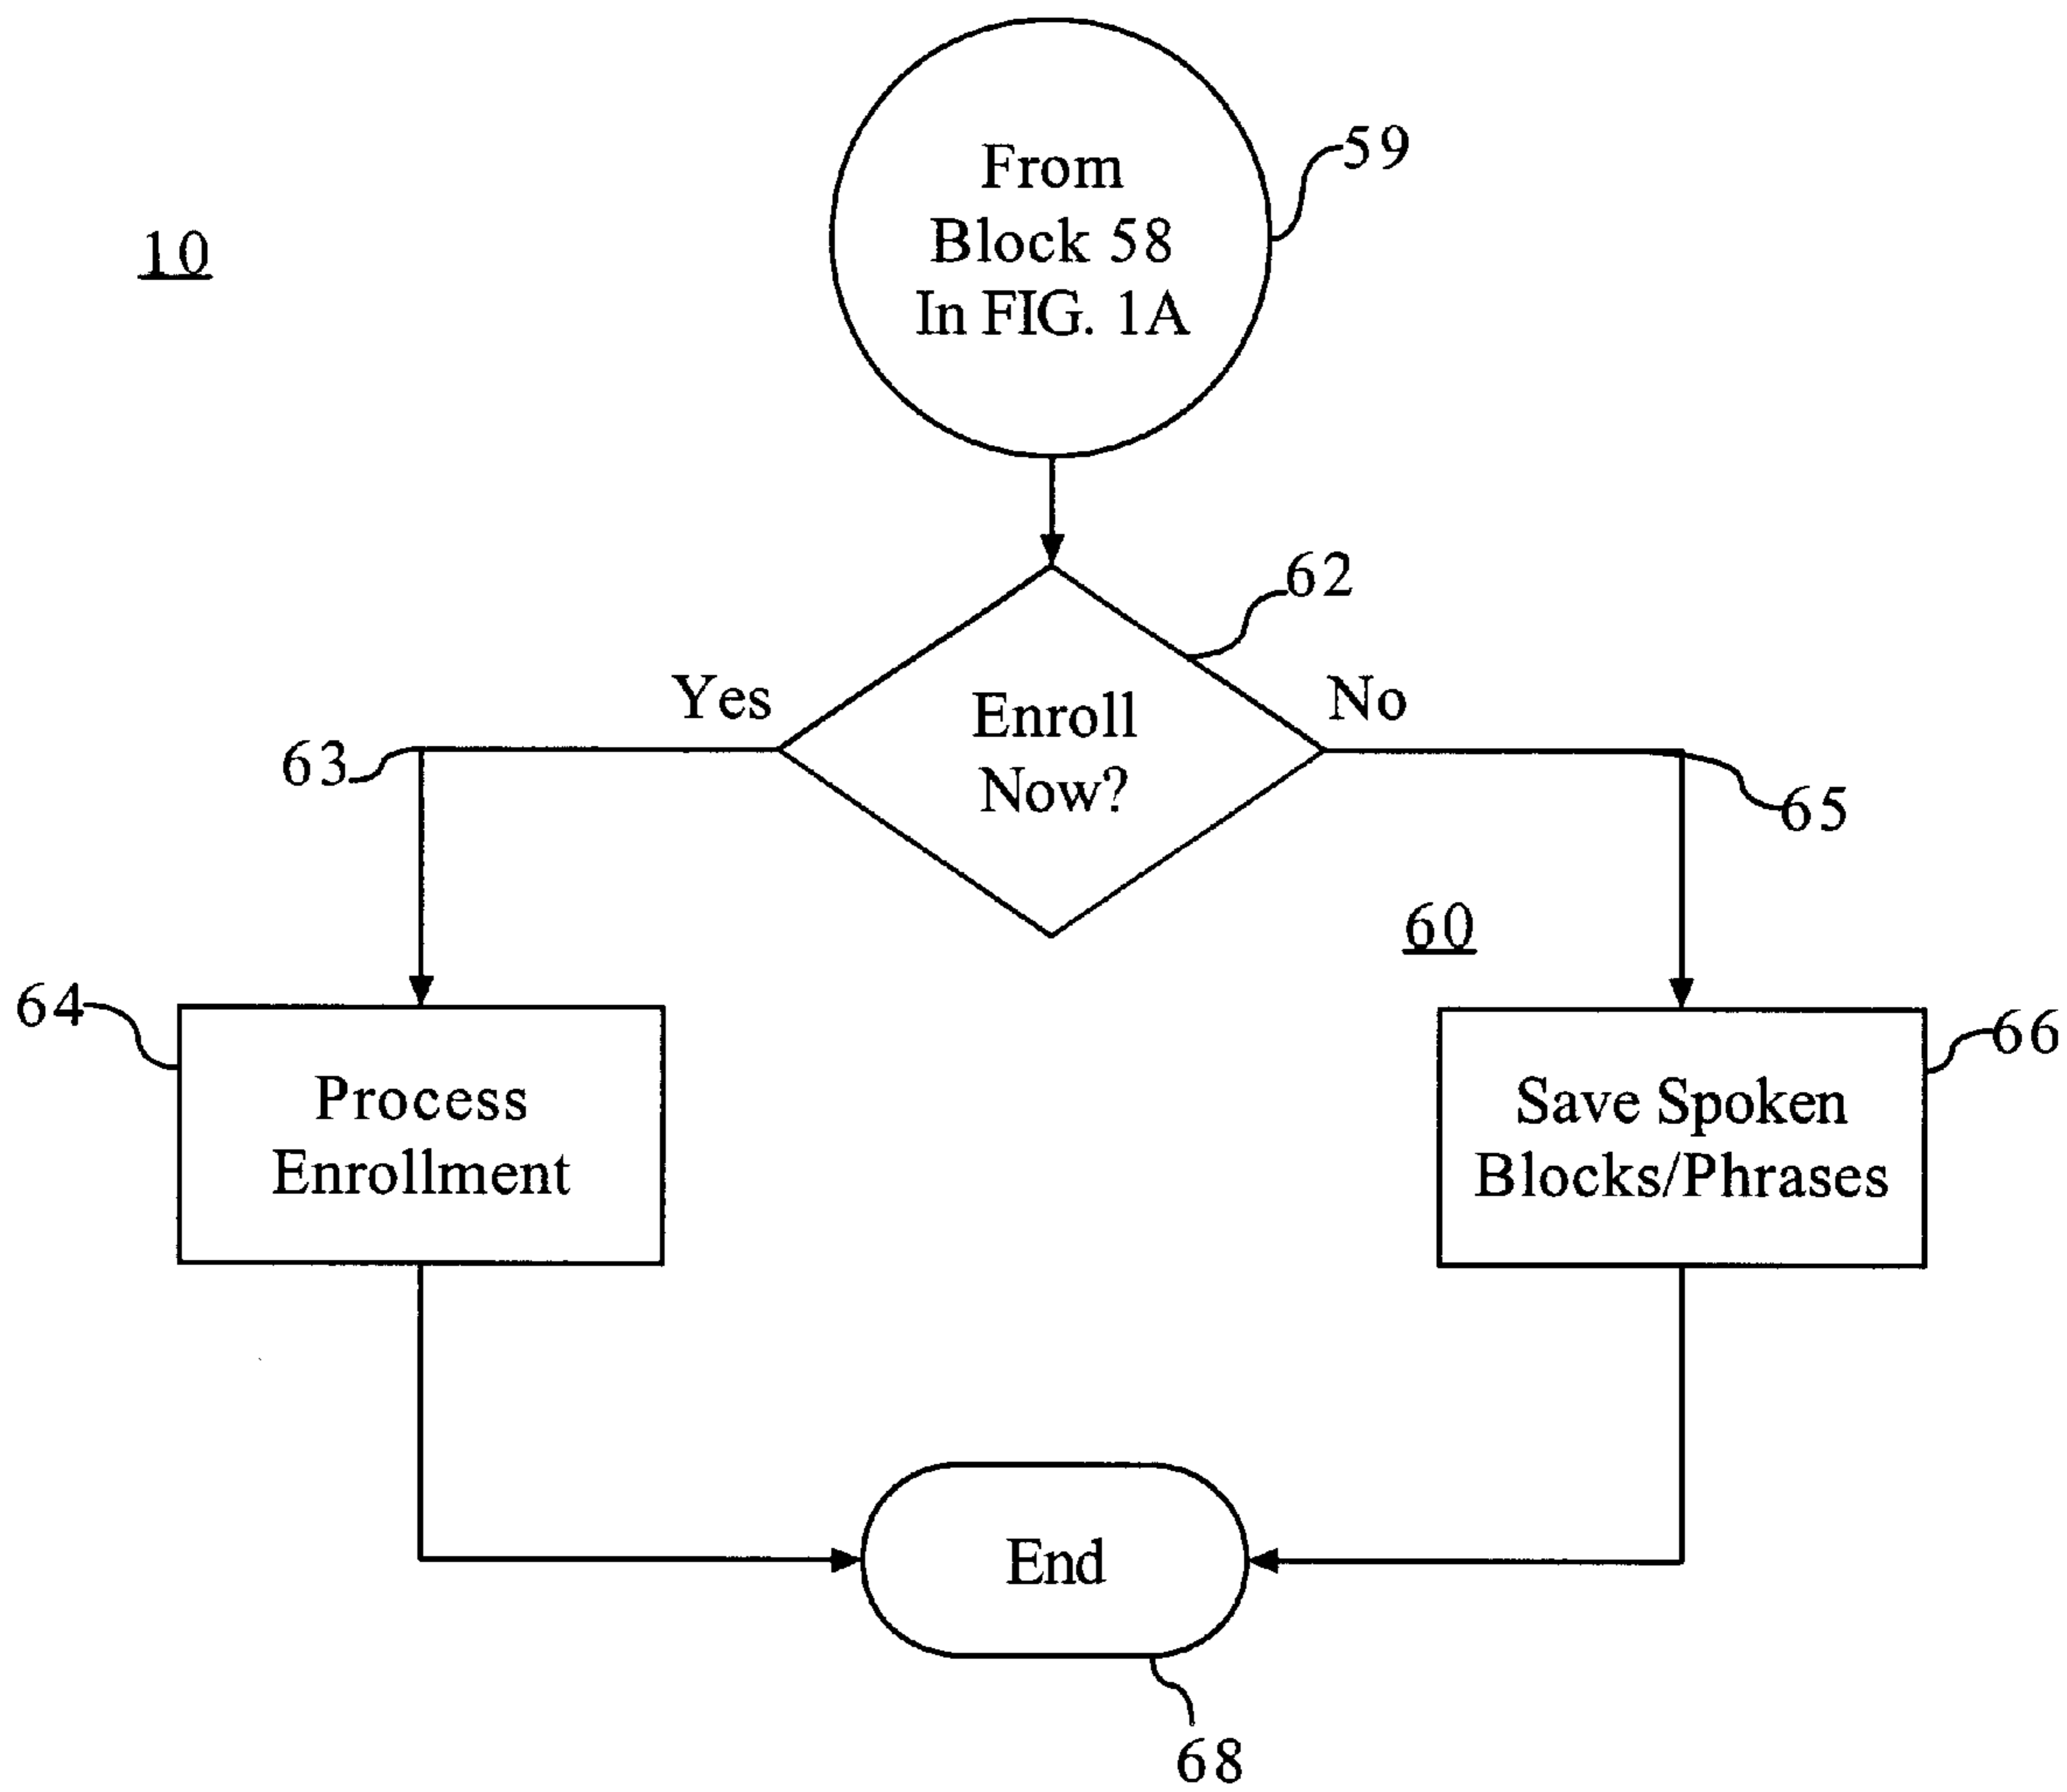 59
From
Block 58
In FIG. 1A
10
62
Yes
No
Enroll
Now?
63
65
60
64
66
Process
Enrollment
Save Spoken
Blocks/Phrases
End
68